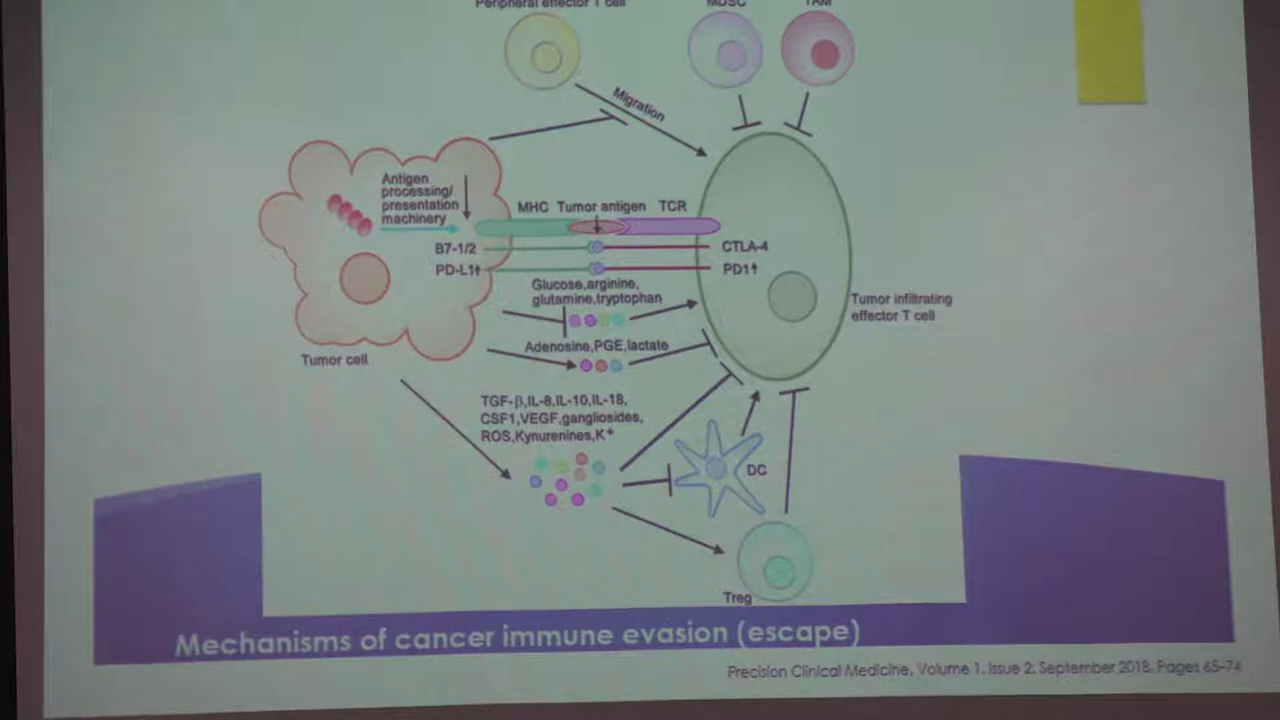 Peripheral effector T cell
MDSC
TAM
Migration
Antigen
processing/
presentation
machinery
MHC Tumor antigen TCR
B7-1/2
CTLA-4
PD-L1↑
PD1↑
Glucose,arginine,
glutamine,tryptophan
Tumor infiltrating
effector T cell
Adenosine,PGE,lactate
Tumor cell
TGF-β,IL-8,IL-10,IL-18,
CSF1,VEGF,gangliosides,
ROS,Kynurenines,K+
DC
Treg
Mechanisms of cancer immune evasion (escape)
Precision Clinical Medicine, Volume 1, Issue 2, September 2018, Pages 65–74